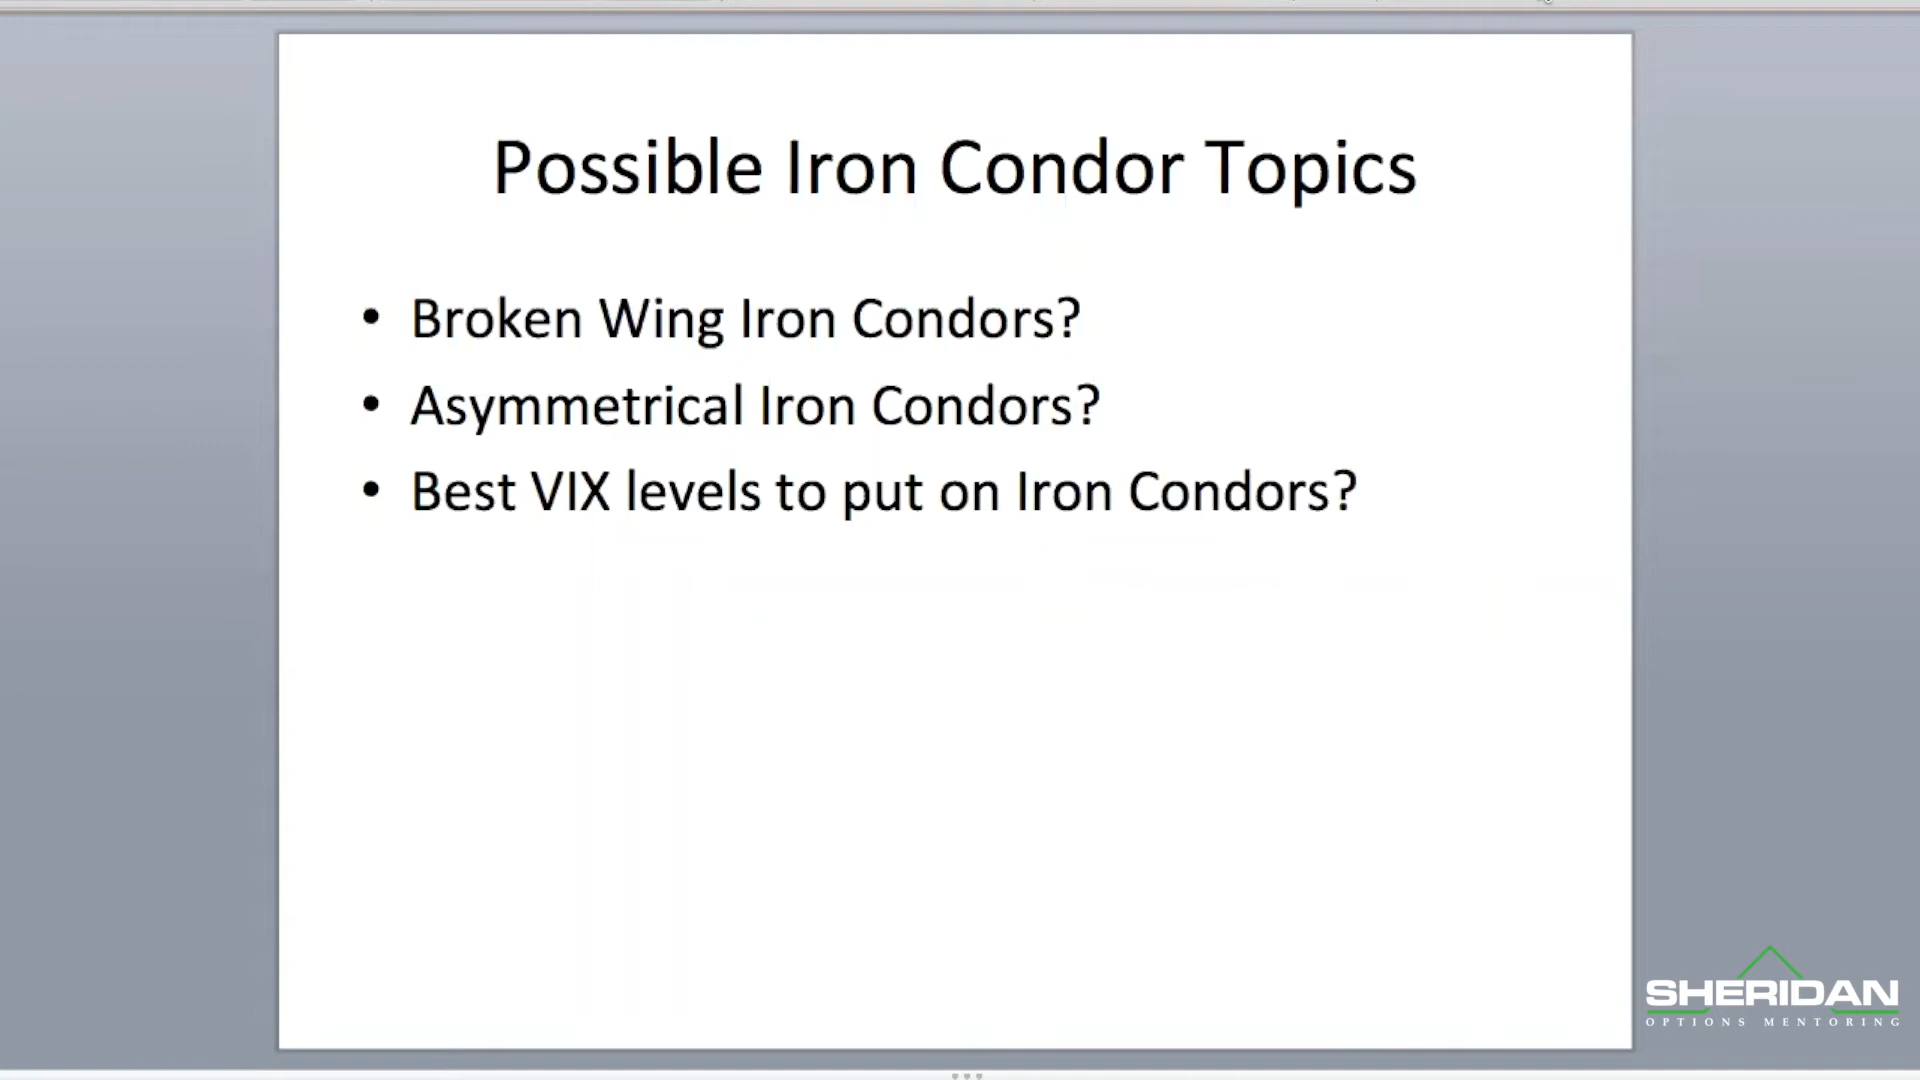 Possible Iron Condor Topics
• Broken Wing Iron Condors?
• Asymmetrical Iron Condors?
• Best VIX levels to put on Iron Condors?
SHERIDAN
OPTIONS MENTORING